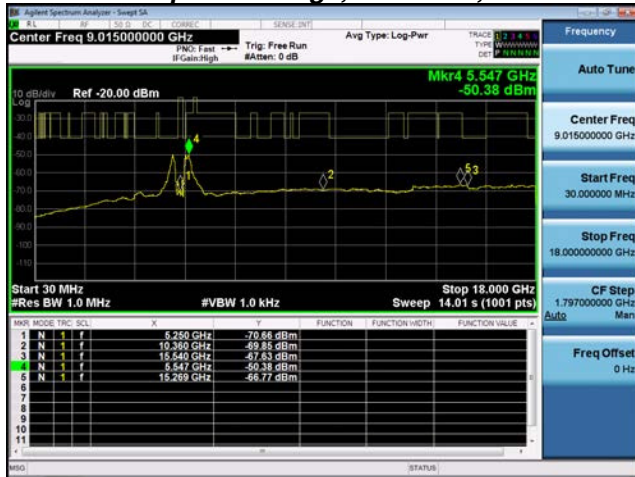 Agilent Spectrum Analyzer - Swept SA
RL RF 50 Ω DC CORREC SENSE:INT
Center Freq 9.015000000 GHz
PNO: Fast
IFGain:High
Trig: Free Run
#Atten: 0 dB
Avg Type: Log-Pwr
TRACE 1 2 3 4 5 6
TYPE
DET P N N N N N
Mkr4 5.547 GHz
-50.38 dBm
10 dB/div Ref -20.00 dBm
Log
-30.0
-40.0
-50.0
-60.0
-70.0
-80.0
-90.0
-100
-110
4
1
2
5 3
Start 30 MHz
Stop 18.000 GHz
#Res BW 1.0 MHz #VBW 1.0 kHz Sweep 14.01 s (1001 pts)
MKR MODE TRC SCL X Y FUNCTION FUNCTION WIDTH FUNCTION VALUE
1 N 1 f 5.250 GHz -70.66 dBm
2 N 1 f 10.360 GHz -69.85 dBm
3 N 1 f 15.540 GHz -67.63 dBm
4 N 1 f 5.547 GHz -50.38 dBm
5 N 1 f 15.269 GHz -66.77 dBm
6
7
8
9
10
11
MSG STATUS
Frequency
Auto Tune
Center Freq
9.015000000 GHz
Start Freq
30.000000 MHz
Stop Freq
18.000000000 GHz
CF Step
1.797000000 GHz
Auto Man
Freq Offset
0 Hz